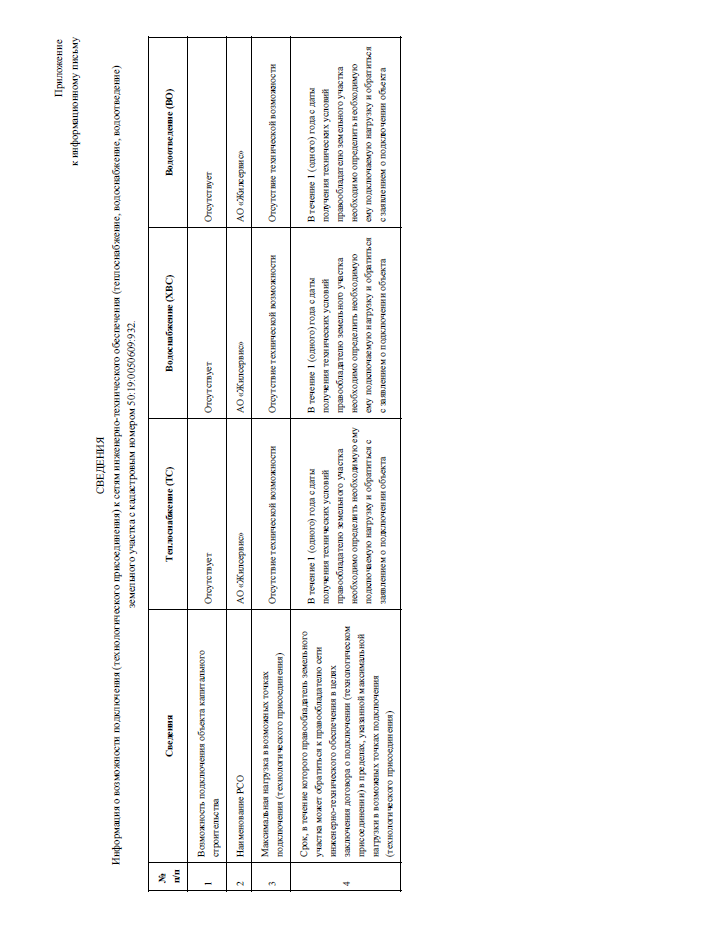 Приложение
к информационному письму
СВЕДЕНИЯ
Информация о возможности подключения (технологического присоединения) к сетям инженерно-технического обеспечения (теплоснабжение, водоснабжение, водоотведение)
земельного участка с кадастровым номером 50:19:0050609:932.
№
п/п
Сведения
Теплоснабжение (ТС)
Водоснабжение (ХВС)
Водоотведение (ВО)
1
Возможность подключения объекта капитального
строительства
Отсутствует
Отсутствует
Отсутствует
2
Наименование РСО
АО «Жилсервис»
АО «Жилсервис»
АО «Жилсервис»
3
Максимальная нагрузка в возможных точках
подключения (технологического присоединения)
Отсутствие технической возможности
Отсутствие технической возможности
Отсутствие технической возможности
4
Срок, в течение которого правообладатель земельного
участка может обратиться к правообладателю сети
инженерно-технического обеспечения в целях
заключения договора о подключении (технологическом
присоединении) в пределах, указанной максимальной
нагрузки в возможных точках подключения
(технологического присоединения)
В течение 1 (одного) года с даты
получения технических условий
правообладателю земельного участка
необходимо определить необходимую ему
подключаемую нагрузку и обратиться с
заявлением о подключении объекта
В течение 1 (одного) года с даты
получения технических условий
правообладателю земельного участка
необходимо определить необходимую
ему подключаемую нагрузку и обратиться
с заявлением о подключении объекта
В течение 1 (одного) года с даты
получения технических условий
правообладателю земельного участка
необходимо определить необходимую
ему подключаемую нагрузку и обратиться
с заявлением о подключении объекта